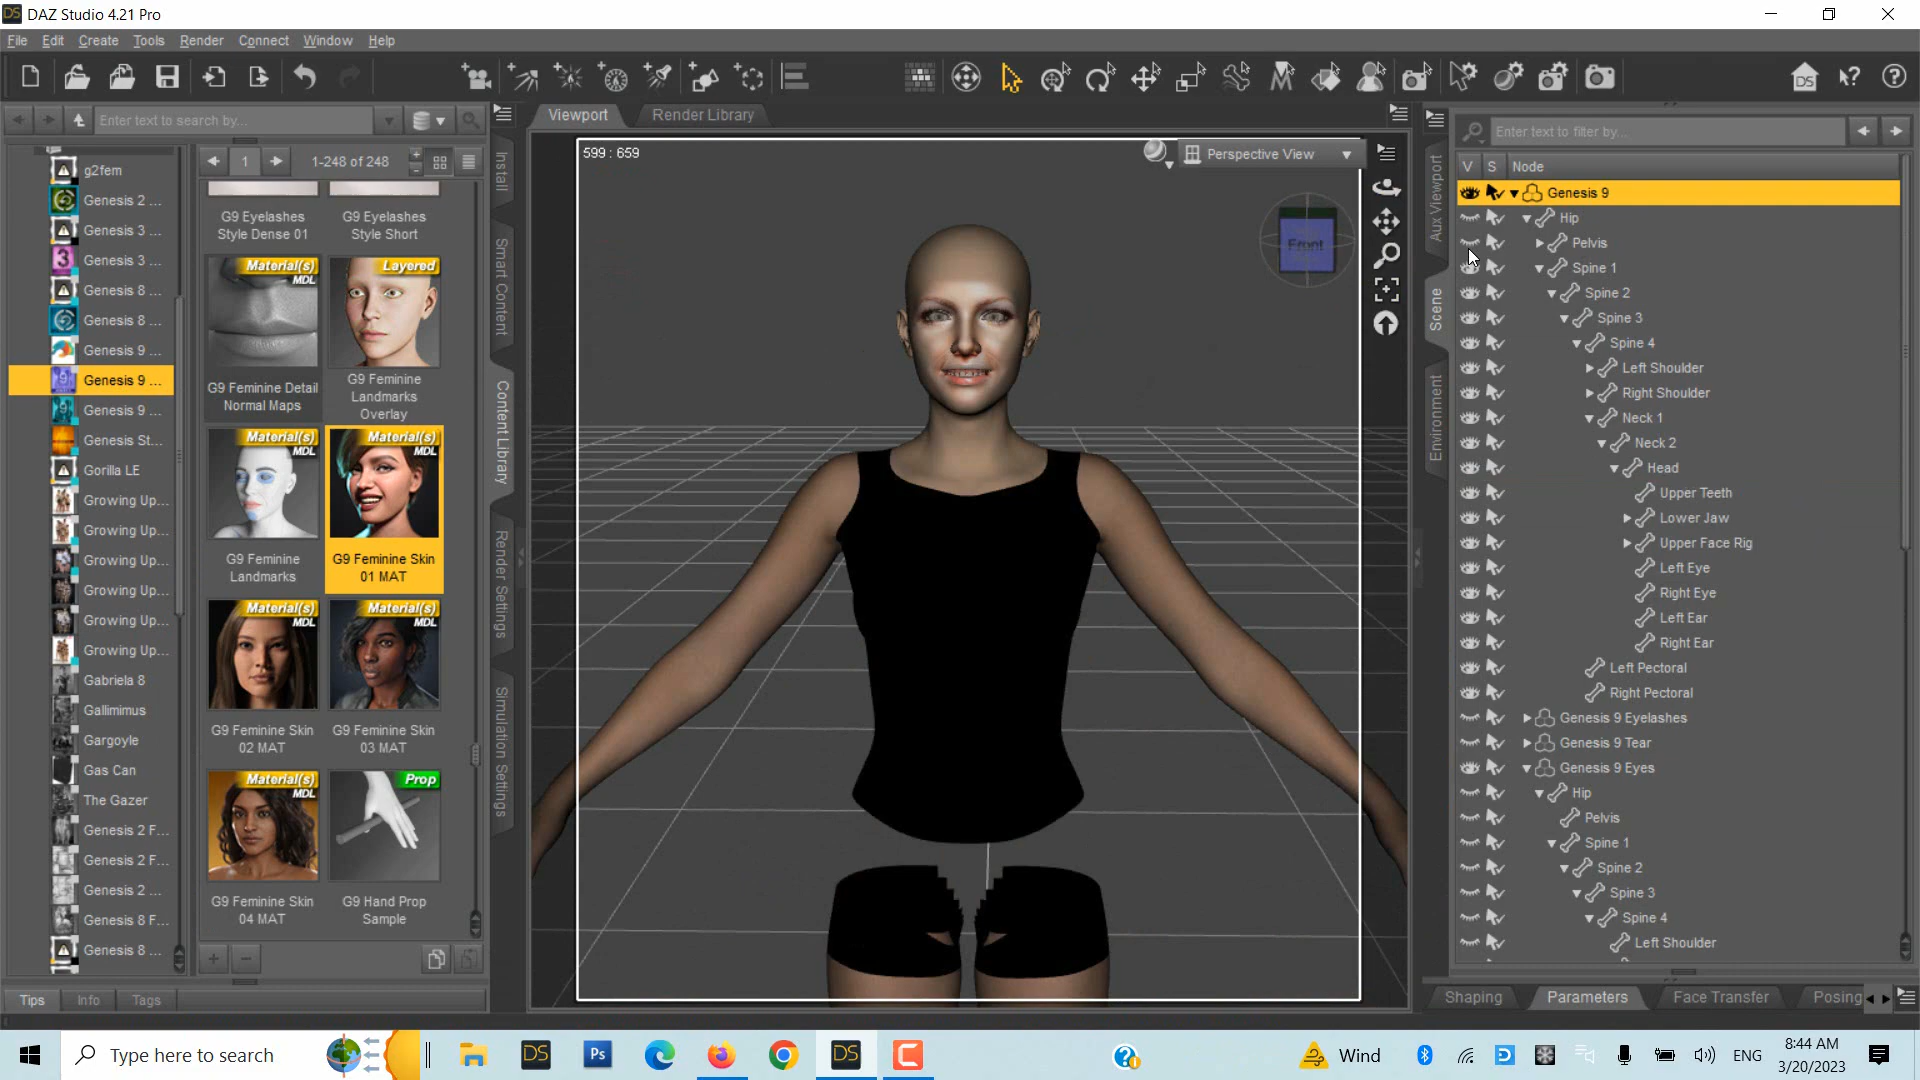 DS DAZ Studio 4.21 Pro
File Edit Create Tools Render Connect Window Help
DS
Enter text to search by...
Viewport
Render Library
Enter text to filter by...
g2fem
Genesis 2 ...
Genesis 3 ...
Genesis 3 ...
Genesis 8 ...
Genesis 8 ...
Genesis 9 ...
Genesis 9 ...
Genesis 9 ...
Genesis St...
Gorilla LE
Growing Up...
Growing Up...
Growing Up...
Growing Up...
Growing Up...
Growing Up...
Gabriela 8
Gallimimus
Gargoyle
Gas Can
The Gazer
Genesis 2 F...
Genesis 2 F...
Genesis 2 ...
Genesis 8 F...
Genesis 8 ...
1
1-248 of 248
G9 Eyelashes
Style Dense 01
G9 Eyelashes
Style Short
Material(s)
MDL
G9 Feminine Detail
Normal Maps
Layered
G9 Feminine
Landmarks
Overlay
Material(s)
MDL
G9 Feminine
Landmarks
Material(s)
MDL
G9 Feminine Skin
01 MAT
Material(s)
MDL
G9 Feminine Skin
02 MAT
Material(s)
MDL
G9 Feminine Skin
03 MAT
Material(s)
MDL
G9 Feminine Skin
04 MAT
Prop
G9 Hand Prop
Sample
Install
Smart Content
Content Library
Render Settings
Simulation Settings
599 : 659
Perspective View
Front
Aux Viewport
Scene
Environment
V S Node
Genesis 9
Hip
Pelvis
Spine 1
Spine 2
Spine 3
Spine 4
Left Shoulder
Right Shoulder
Neck 1
Neck 2
Head
Upper Teeth
Lower Jaw
Upper Face Rig
Left Eye
Right Eye
Left Ear
Right Ear
Left Pectoral
Right Pectoral
Genesis 9 Eyelashes
Genesis 9 Tear
Genesis 9 Eyes
Hip
Pelvis
Spine 1
Spine 2
Spine 3
Spine 4
Left Shoulder
Tips Info Tags
Shaping Parameters Face Transfer Posing
Type here to search
DS
Ps
DS
Wind
ENG
8:44 AM
3/20/2023